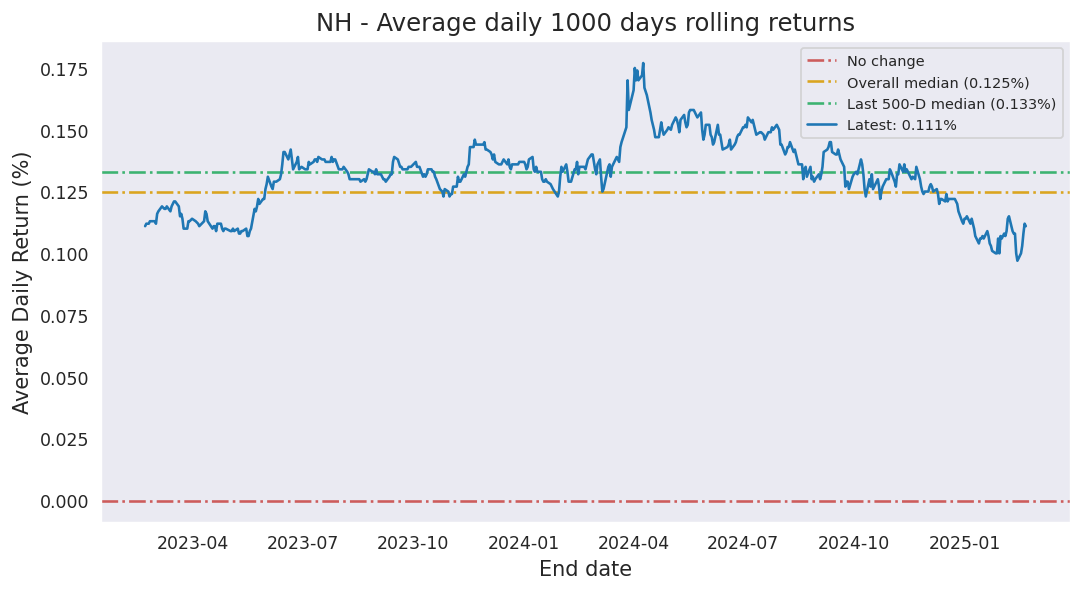 NH - Average daily 1000 days rolling returns
No change
Overall median (0.125%)
Last 500-D median (0.133%)
Latest: 0.111%
Average Daily Return (%)
0.175
0.150
0.125
0.100
0.075
0.050
0.025
0.000
2023-04 2023-07 2023-10 2024-01 2024-04 2024-07 2024-10 2025-01
End date